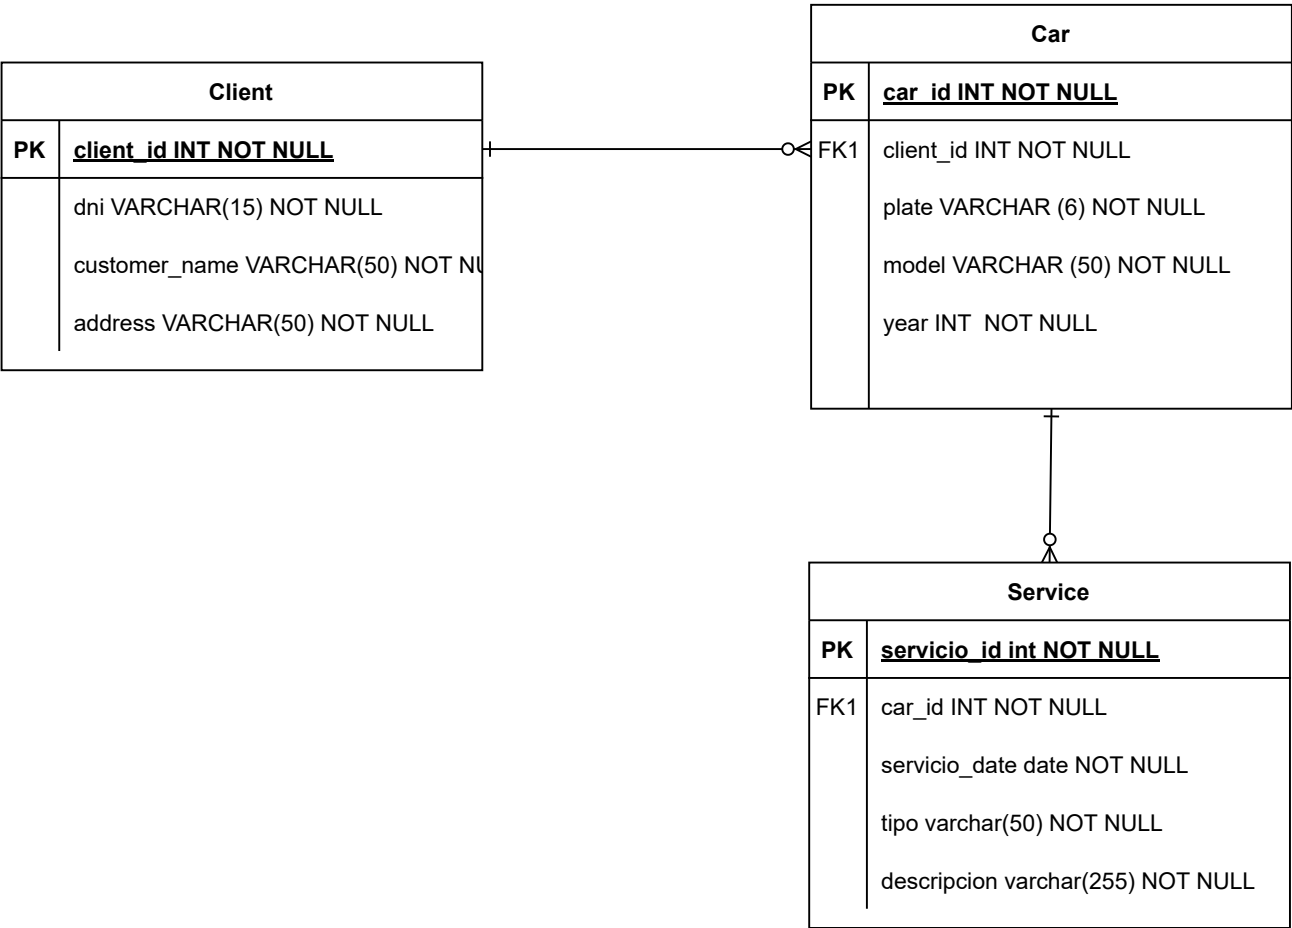 Client
PK client_id INT NOT NULL
dni VARCHAR(15) NOT NULL
customer_name VARCHAR(50) NOT NU
address VARCHAR(50) NOT NULL
Car
PK car_id INT NOT NULL
FK1 client_id INT NOT NULL
plate VARCHAR (6) NOT NULL
model VARCHAR (50) NOT NULL
year INT  NOT NULL
Service
PK servicio_id int NOT NULL
FK1 car_id INT NOT NULL
servicio_date date NOT NULL
tipo varchar(50) NOT NULL
descripcion varchar(255) NOT NULL